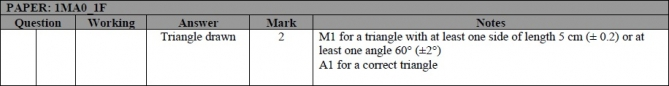 PAPER: 1MA0_1F
Question Working Answer Mark Notes
Triangle drawn 2 M1 for a triangle with at least one side of length 5 cm (± 0.2) or at
least one angle 60° (±2°)
A1 for a correct triangle